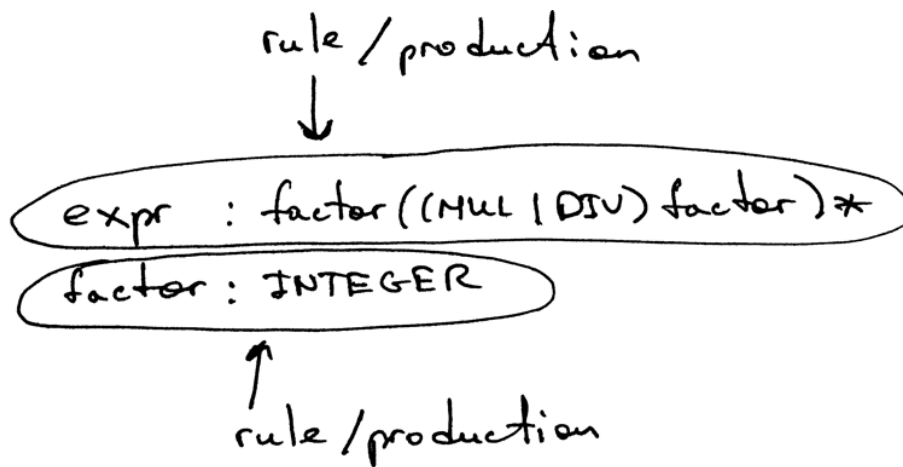 rule/production
expr : factor((MUL | DIV) factor)*
factor : INTEGER
rule/production